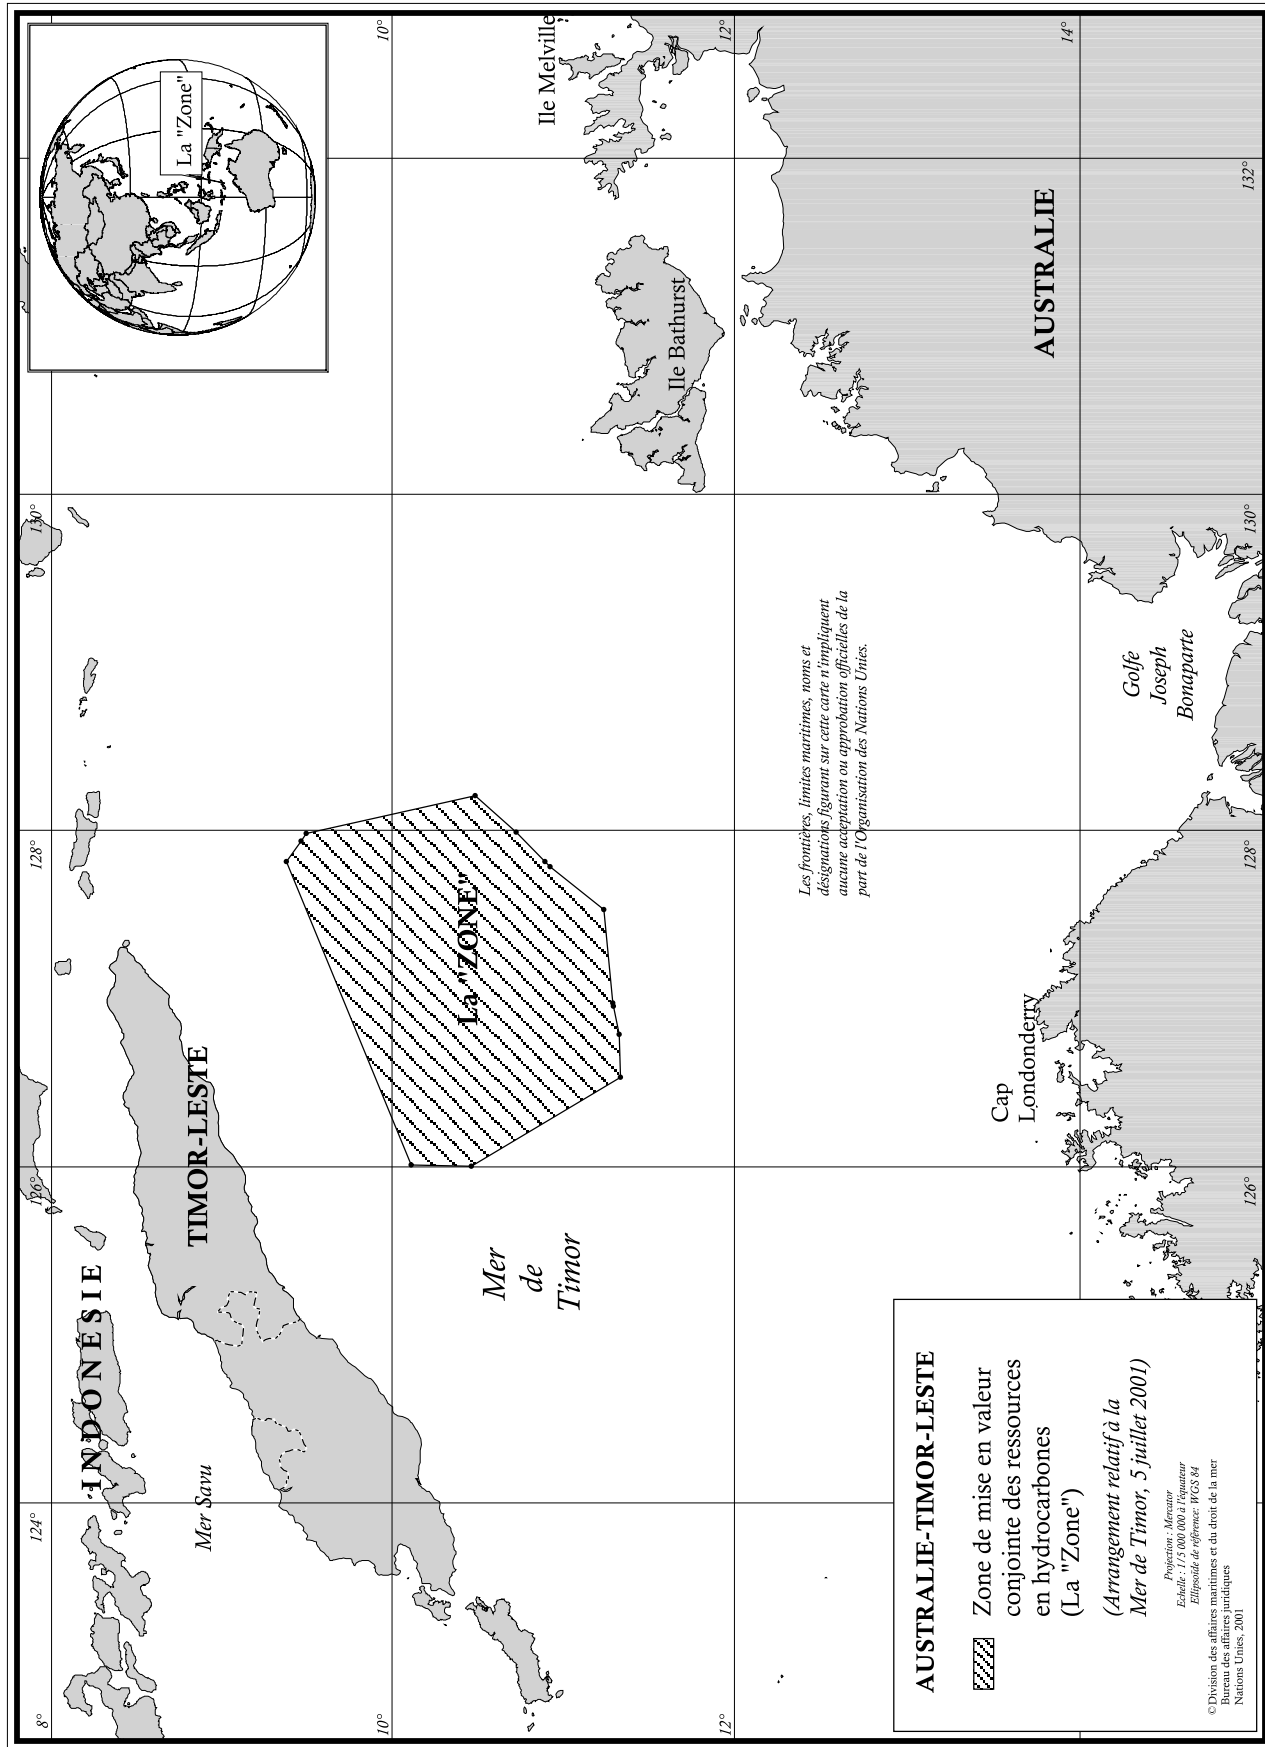 La "Zone"
8°
10°
12°
10°
12°
14°
124°
126°
128°
130°
126°
128°
130°
132°
INDONÉSIE
Mer Savu
TIMOR-LESTE
Mer
de
Timor
La "ZONE"
Ile Melville
Ile Bathurst
AUSTRALIE
Golfe
Joseph
Bonaparte
Cap
Londonderry
Les frontières, limites maritimes, noms et
désignations figurant sur cette carte n'impliquent
aucune acceptation ou approbation officielles de la
part de l'Organisation des Nations Unies.
AUSTRALIE-TIMOR-LESTE
Zone de mise en valeur
conjointe des ressources
en hydrocarbones
(La "Zone")
(Arrangement relatif à la
Mer de Timor, 5 juillet 2001)
Projection : Mercator
Echelle : 1/5 000 000 à l'équateur
Ellipsoïde de référence: WGS 84
© Division des affaires maritimes et du droit de la mer
Bureau des affaires juridiques
Nations Unies, 2001